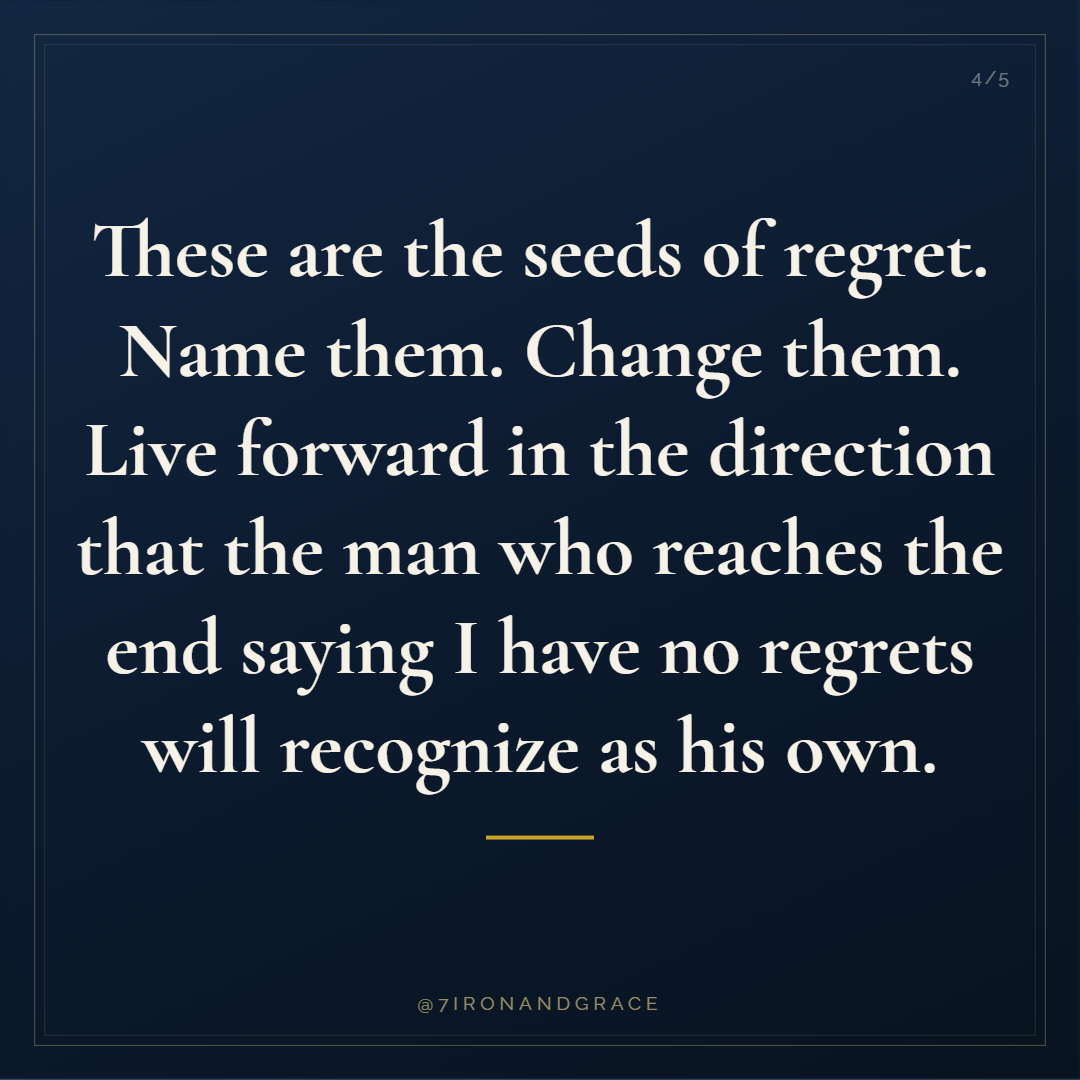 4/5
These are the seeds of regret.
Name them. Change them.
Live forward in the direction
that the man who reaches the
end saying I have no regrets
will recognize as his own.
@7IRONANDGRACE